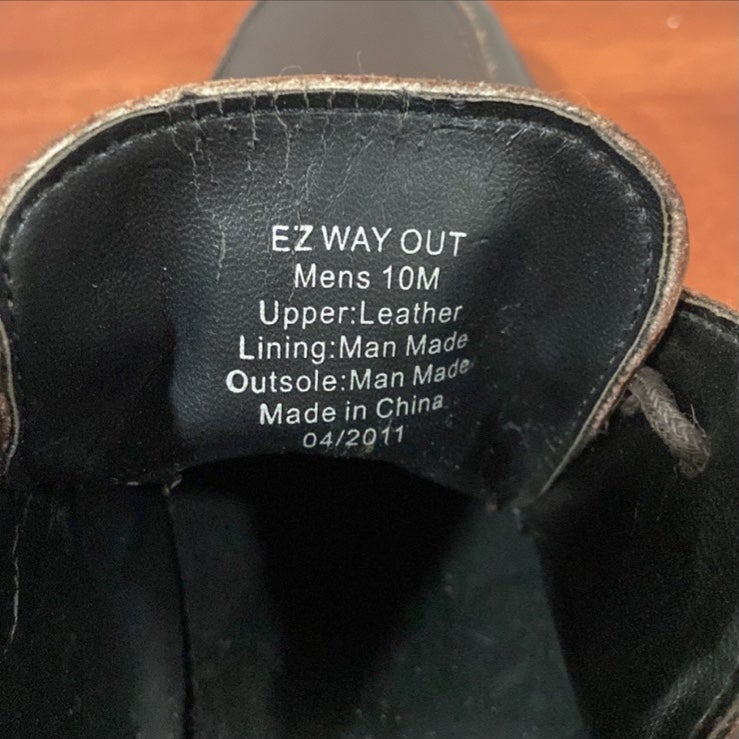 EZ WAY OUT
Mens 10M
Upper:Leather
Lining:Man Made
Outsole:Man Made
Made in China
04/2011